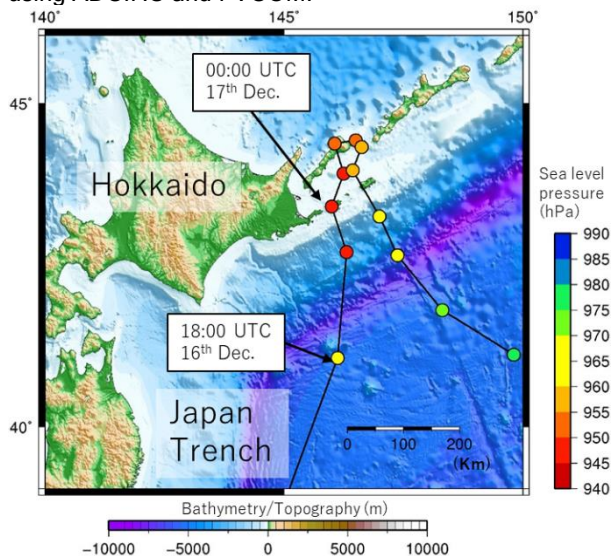 140°
145°
150°
00:00 UTC
17th Dec.
45°
Hokkaido
Sea level
pressure
(hPa)
990
985
980
975
970
965
960
955
950
945
940
18:00 UTC
16th Dec.
40°
Japan
Trench
0 100 200
(Km)
Bathymetry/Topography (m)
−10000 −5000 0 5000 10000